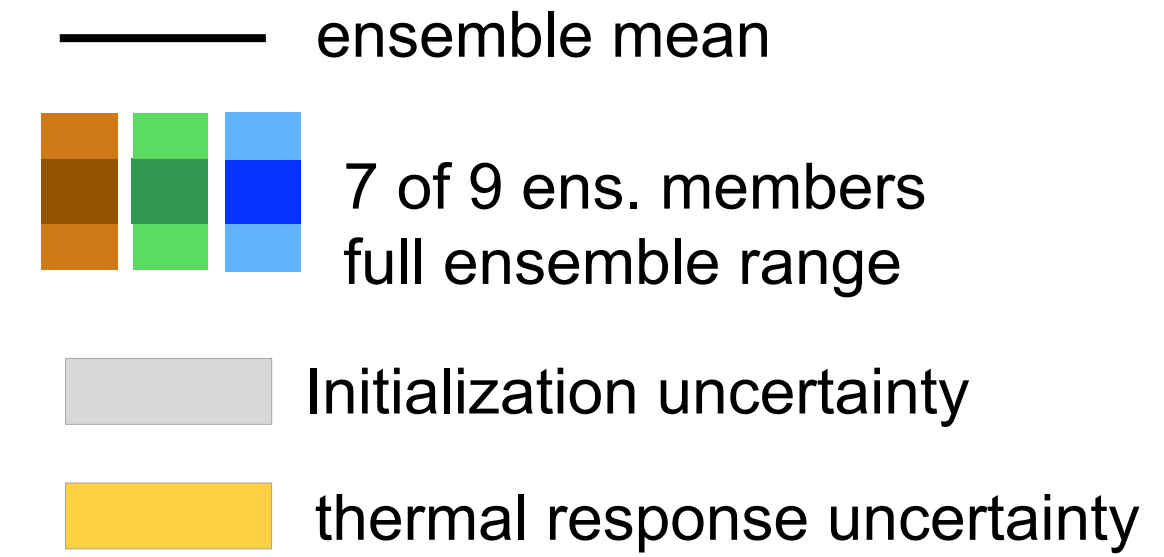 ensemble mean
7 of 9 ens. members
full ensemble range
Initialization uncertainty
thermal response uncertainty